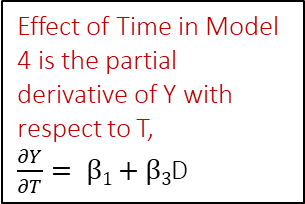 Effect of Time in Model
4 is the partial
derivative of Y with
respect to T,
∂Y/∂T = β₁ + β₃D